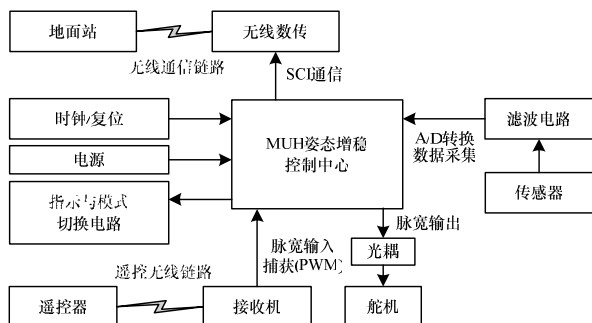 地面站
无线数传
无线通信链路
SCI通信
时钟/复位
MUH姿态增稳
控制中心
A/D转换
数据采集
滤波电路
电源
传感器
指示与模式
切换电路
脉宽输出
脉宽输入
捕获(PWM)
光耦
遥控无线链路
遥控器
接收机
舵机